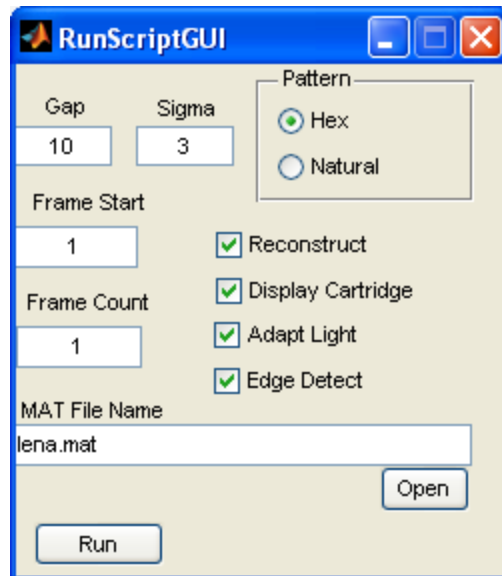 RunScriptGUI
Pattern
Gap Sigma
Hex
10 3
Natural
Frame Start
1
Reconstruct
Display Cartridge
Frame Count
Adapt Light
1
Edge Detect
MAT File Name
lena.mat
Open
Run